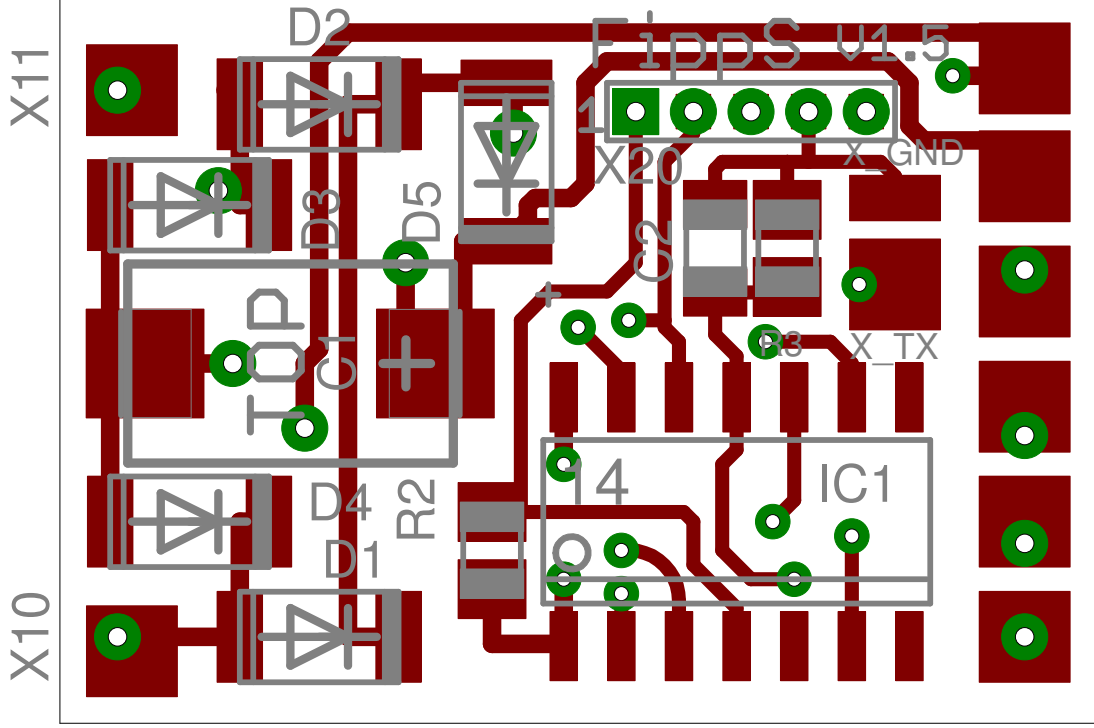 D2
FippS V1.5
X11
1
X_GND
X20
D3
D5
C2
+
TOP
C1
+
R3
X_TX
14
IC1
D4
R2
D1
X10